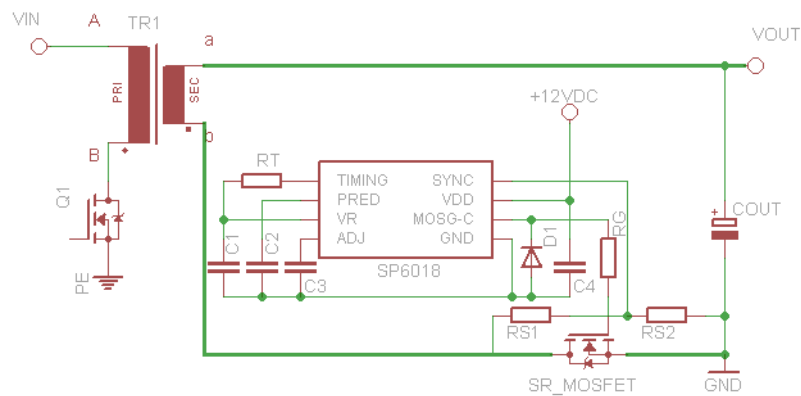 VIN
A
TR1
a
VOUT
PRI
SEC
+12VDC
b
B
RT
TIMING
SYNC
Q1
PRED
VDD
VR
MOSG-C
RG
COUT
+
ADJ
GND
C1
C2
D1
SP6018
PE
C3
C4
RS1
RS2
SR_MOSFET
GND